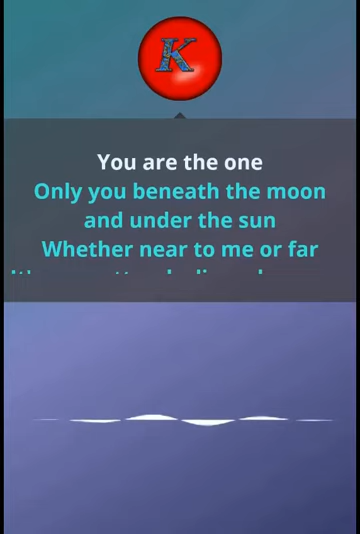 K
You are the one
Only you beneath the moon
and under the sun
Whether near to me or far